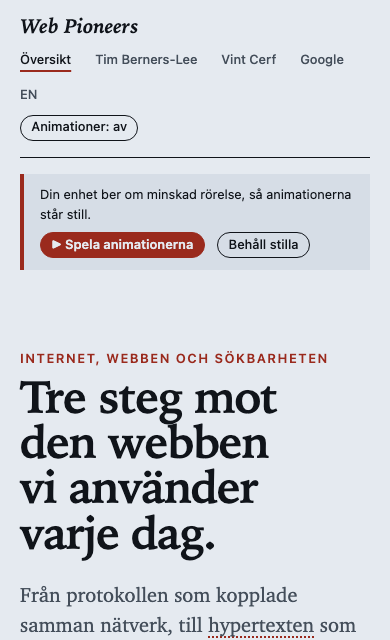 Web Pioneers
Översikt Tim Berners-Lee Vint Cerf Google
EN
Animationer: av
Din enhet ber om minskad rörelse, så animationerna
står still.
Spela animationerna Behåll stilla
INTERNET, WEBBEN OCH SÖKBARHETEN
Tre steg mot
den webben
vi använder
varje dag.
Från protokollen som kopplade
samman nätverk, till hypertexten som